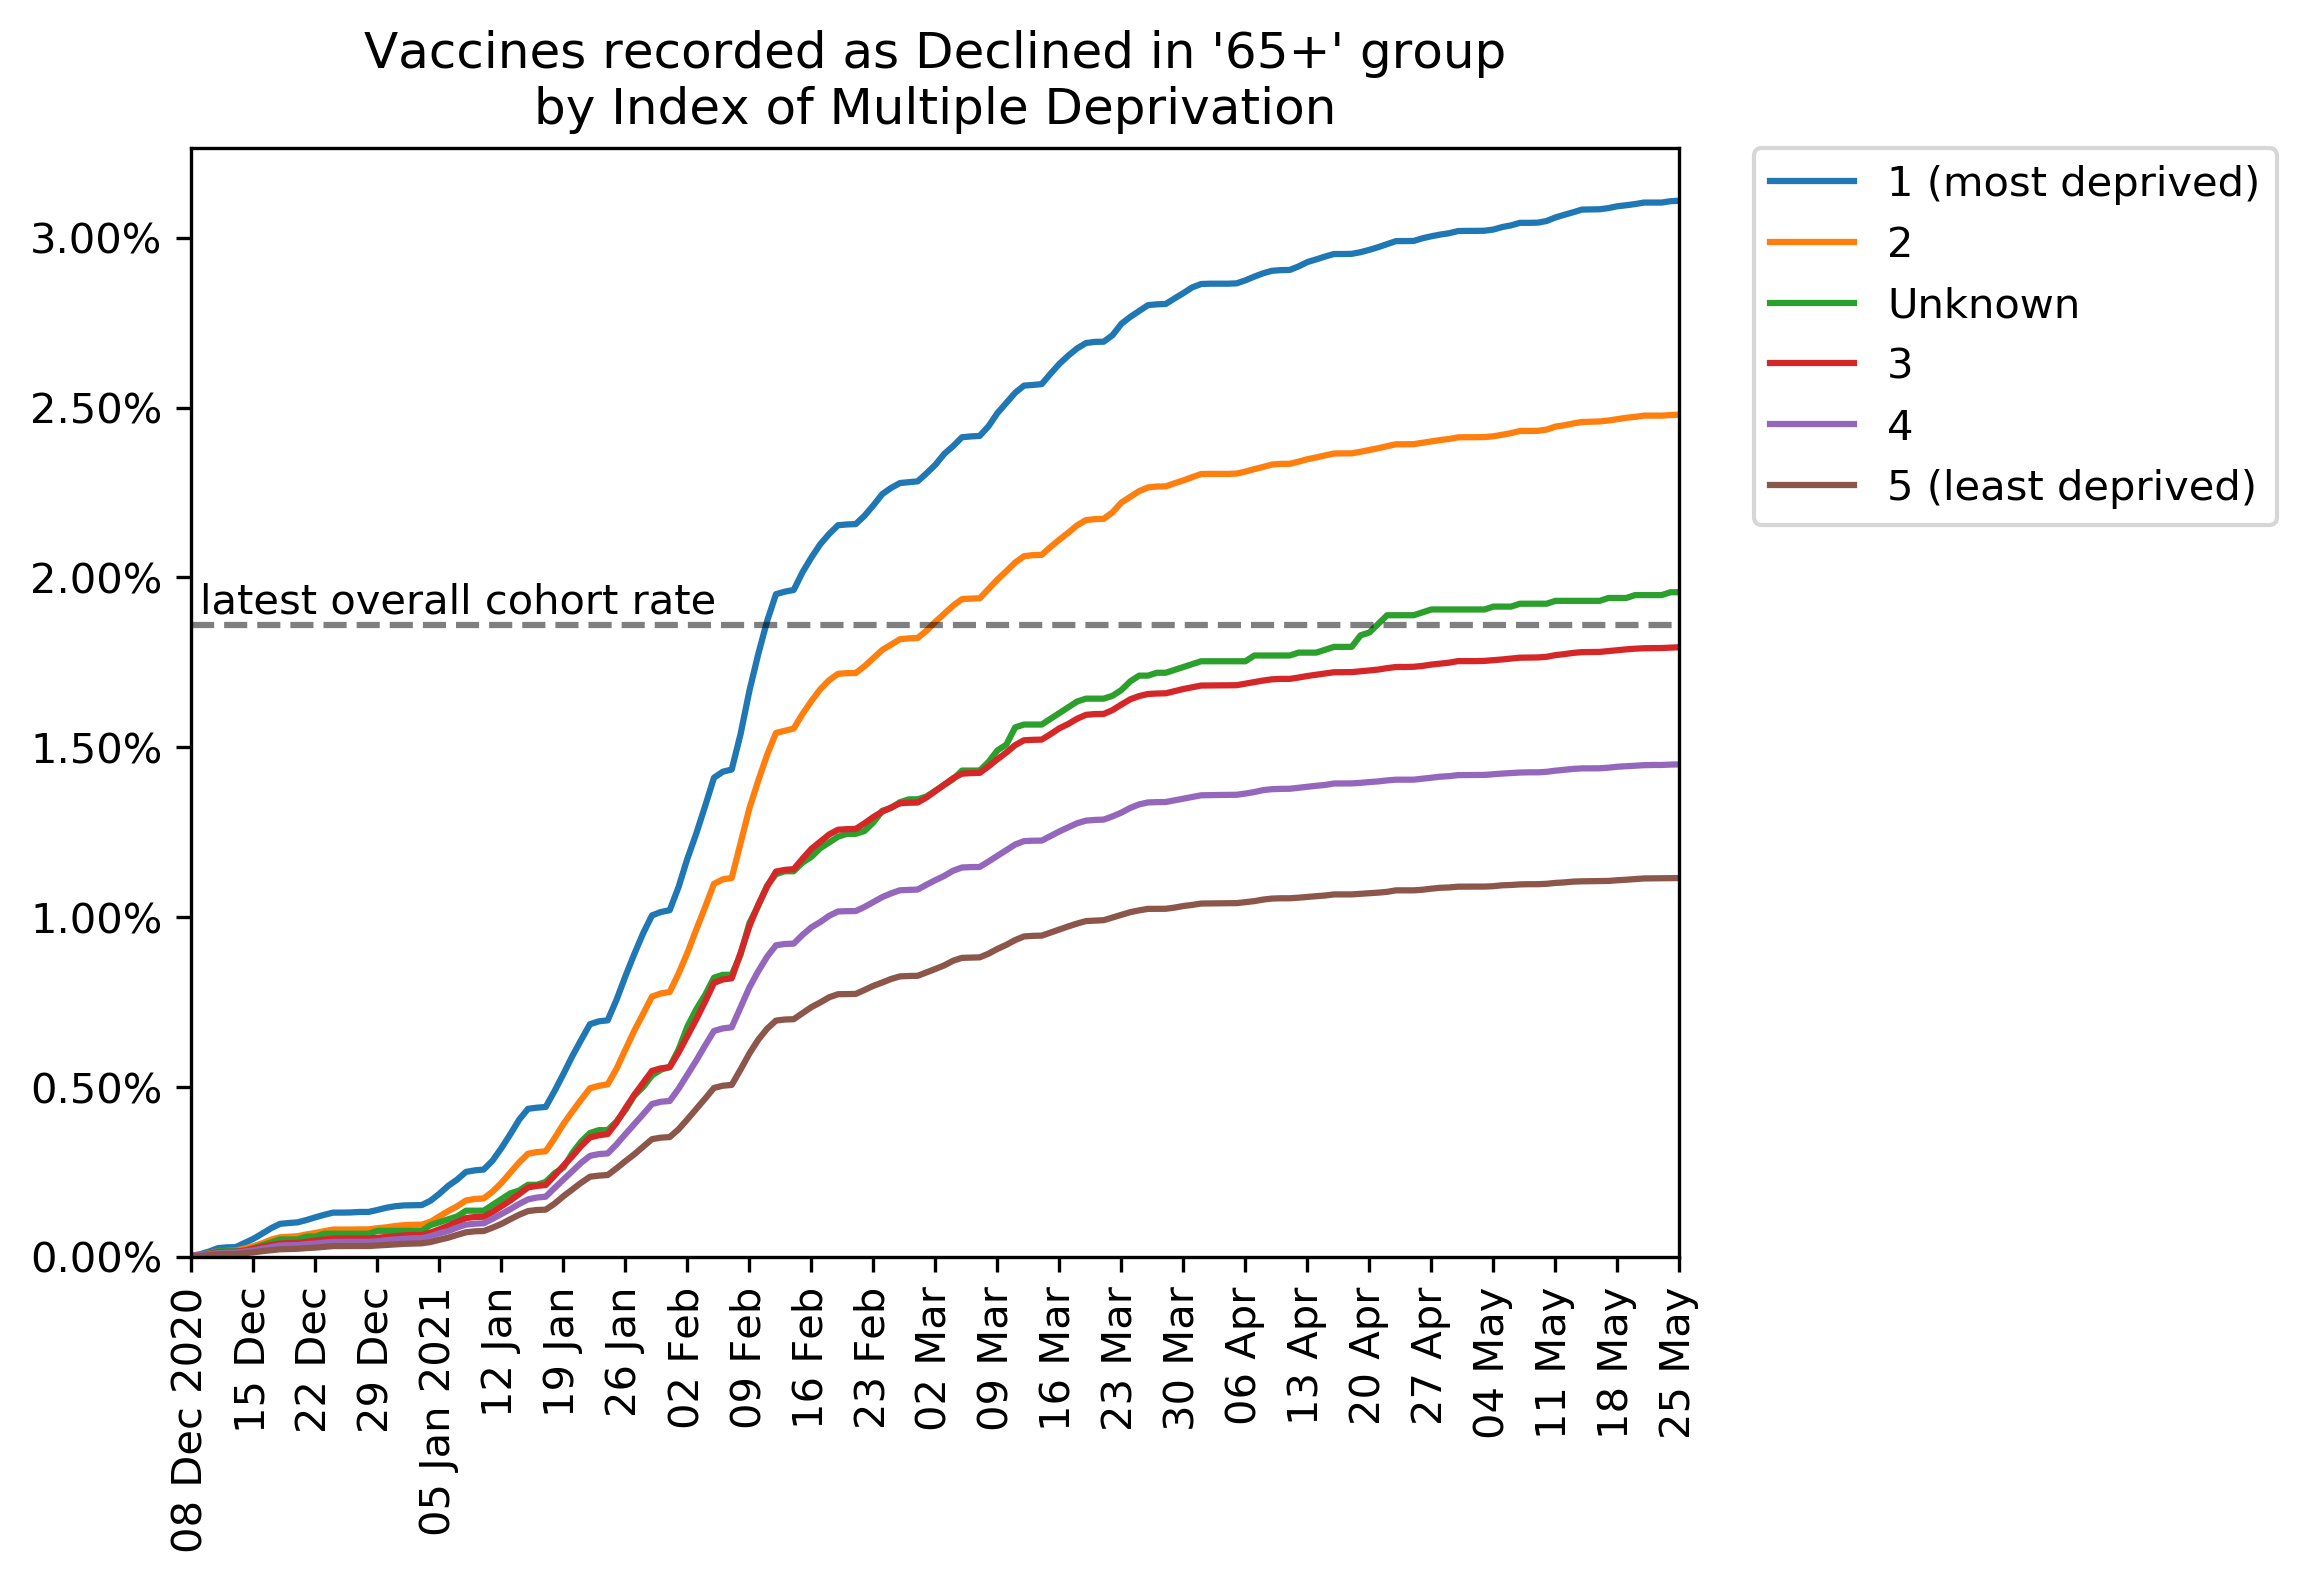 Vaccines recorded as Declined in '65+' group
by Index of Multiple Deprivation
3.00%
2.50%
2.00%
1.50%
1.00%
0.50%
0.00%
latest overall cohort rate
08 Dec 2020
15 Dec
22 Dec
29 Dec
05 Jan 2021
12 Jan
19 Jan
26 Jan
02 Feb
09 Feb
16 Feb
23 Feb
02 Mar
09 Mar
16 Mar
23 Mar
30 Mar
06 Apr
13 Apr
20 Apr
27 Apr
04 May
11 May
18 May
25 May
1 (most deprived)
2
Unknown
3
4
5 (least deprived)